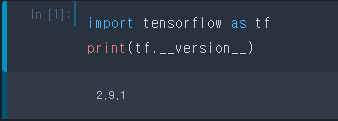 In [1]:
import tensorflow as tf
print(tf.__version__)
2,9,1